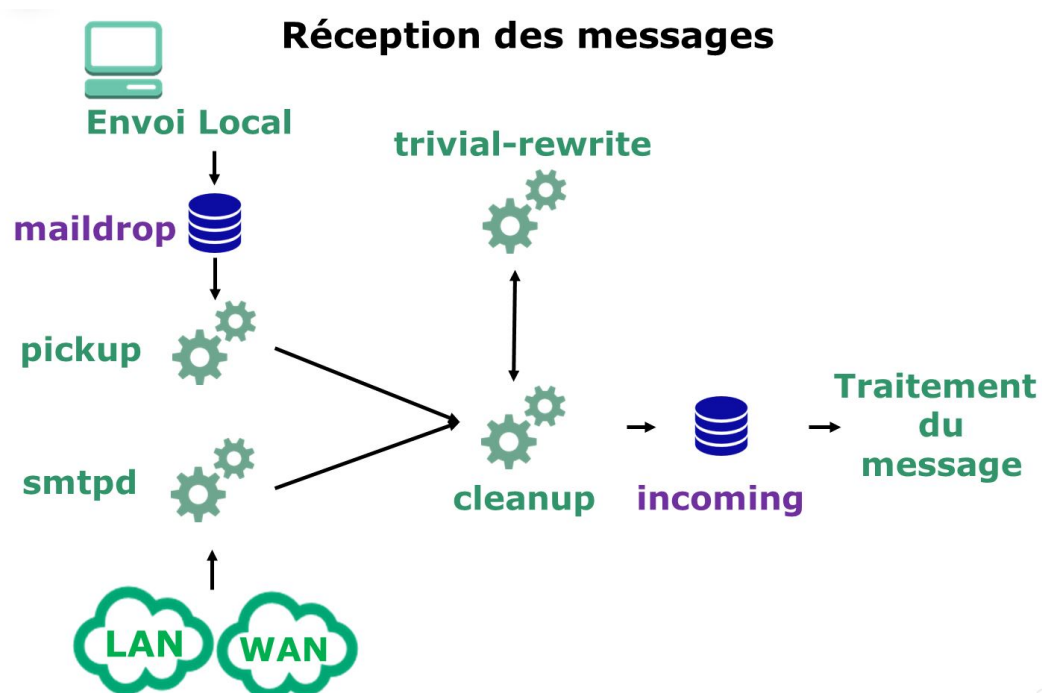 Réception des messages
Envoi Local
trivial-rewrite
maildrop
pickup
smtpd
cleanup
incoming
Traitement
du
message
LAN
WAN